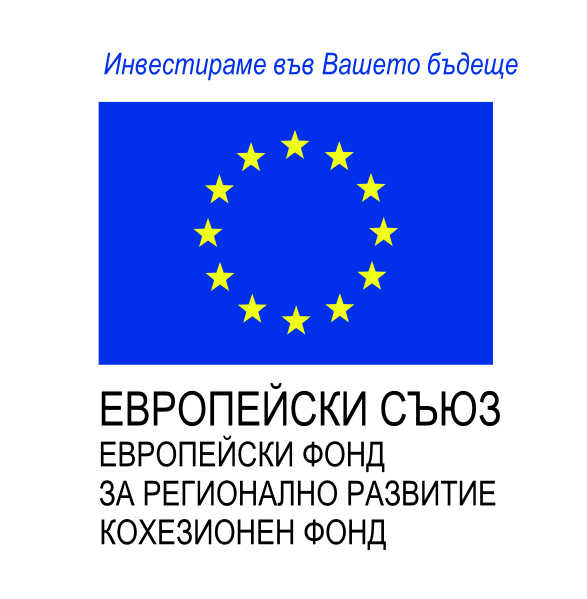 Инвестираме във Вашето бъдеще
ЕВРОПЕЙСКИ СЪЮЗ
ЕВРОПЕЙСКИ ФОНД
ЗА РЕГИОНАЛНО РАЗВИТИЕ
КОХЕЗИОНЕН ФОНД